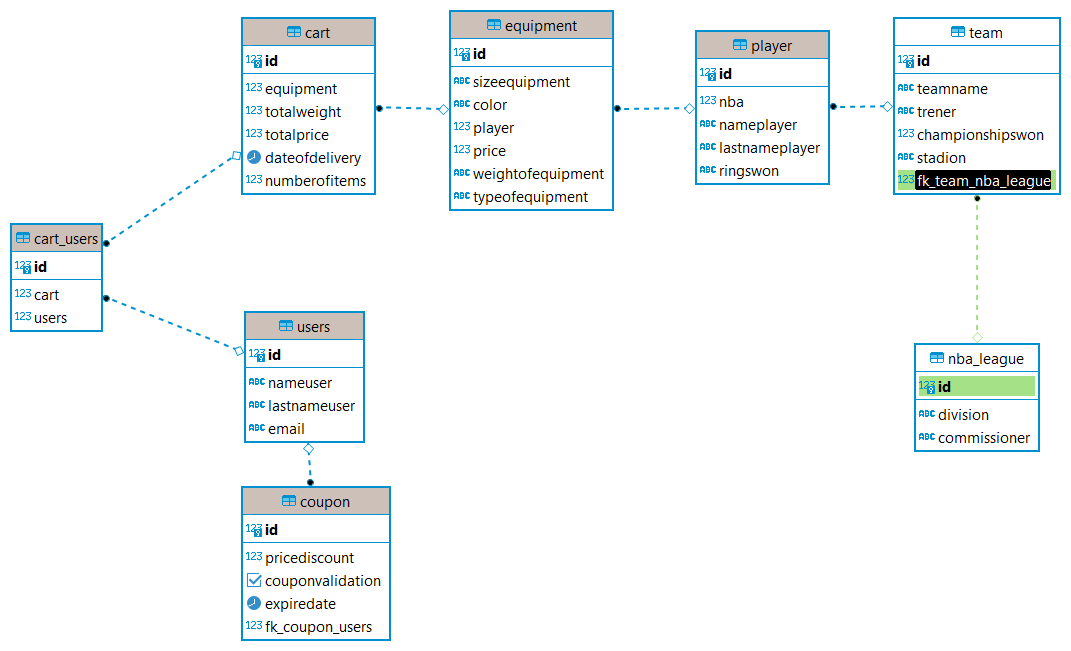 cart
123 id
123 equipment
123 totalweight
123 totalprice
dateofdelivery
123 numberofitems
equipment
123 id
ABC sizeequipment
ABC color
123 player
123 price
ABC weightofequipment
ABC typeofequipment
player
123 id
123 nba
ABC nameplayer
ABC lastnameplayer
ABC ringswon
team
123 id
ABC teamname
ABC trener
123 championshipswon
ABC stadion
123 fk_team_nba_league
cart_users
123 id
123 cart
123 users
users
123 id
ABC nameuser
ABC lastnameuser
ABC email
nba_league
123 id
ABC division
ABC commissioner
coupon
123 id
123 pricediscount
couponvalidation
expiredate
123 fk_coupon_users